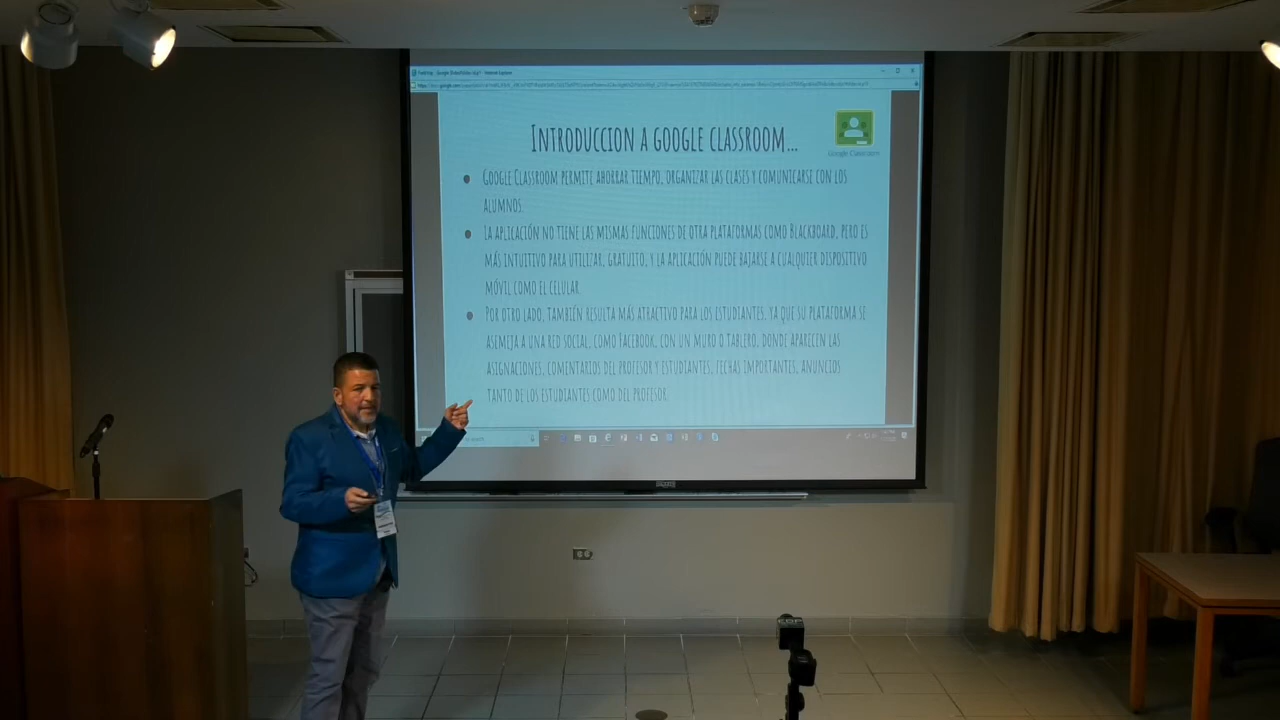 INTRODUCCION A GOOGLE CLASSROOM...
Google Classroom
GOOGLE CLASSROOM PERMITE AHORRAR TIEMPO, ORGANIZAR LAS CLASES Y COMUNICARSE CON LOS
ALUMNOS.
LA APLICACIÓN NO TIENE LAS MISMAS FUNCIONES DE OTRA PLATAFORMAS COMO BLACKBOARD, PERO ES
MÁS INTUITIVO PARA UTILIZAR, GRATUITO, Y LA APLICACIÓN PUEDE BAJARSE A CUALQUIER DISPOSITIVO
MÓVIL COMO EL CELULAR.
POR OTRO LADO, TAMBIÉN RESULTA MÁS ATRACTIVO PARA LOS ESTUDIANTES, YA QUE SU PLATAFORMA SE
ASEMEJA A UNA RED SOCIAL, COMO FACEBOOK, CON UN MURO O TABLERO, DONDE APARECEN LAS
ASIGNACIONES, COMENTARIOS DEL PROFESOR Y ESTUDIANTES, FECHAS IMPORTANTES, ANUNCIOS
TANTO DE LOS ESTUDIANTES COMO DEL PROFESOR.